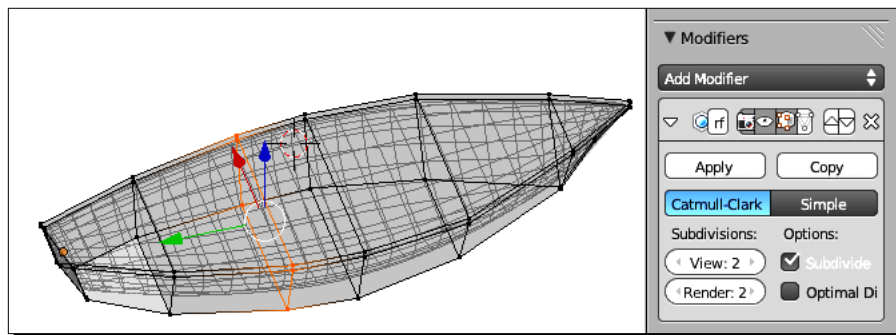 Modifiers
Add Modifier
rf
Apply Copy
Catmull-Clark Simple
Subdivisions: Options:
View: 2 Subdivide
Render: 2 Optimal Di